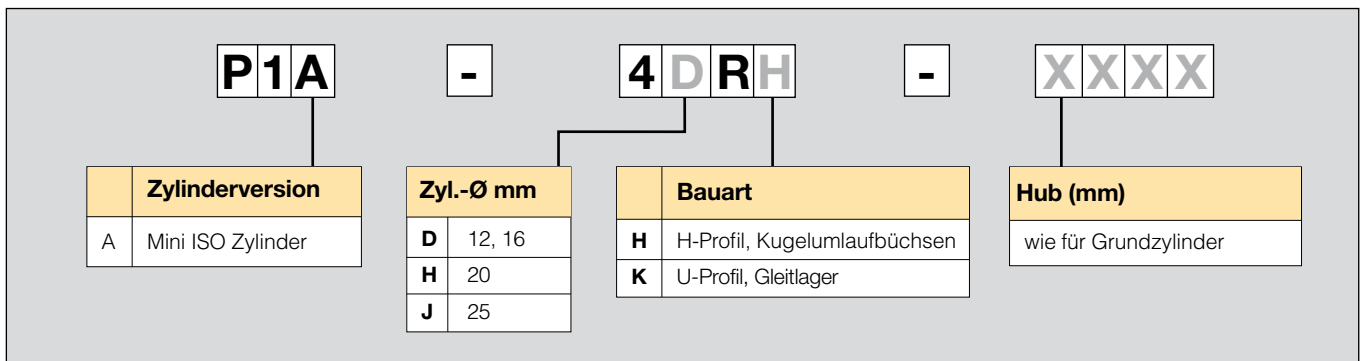 P1A - 4DRH - XXXX
Zylinderversion
A Mini ISO Zylinder
Zyl.-Ø mm
D 12, 16
H 20
J 25
Bauart
H H-Profil, Kugelumlaufbüchsen
K U-Profil, Gleitlager
Hub (mm)
wie für Grundzylinder